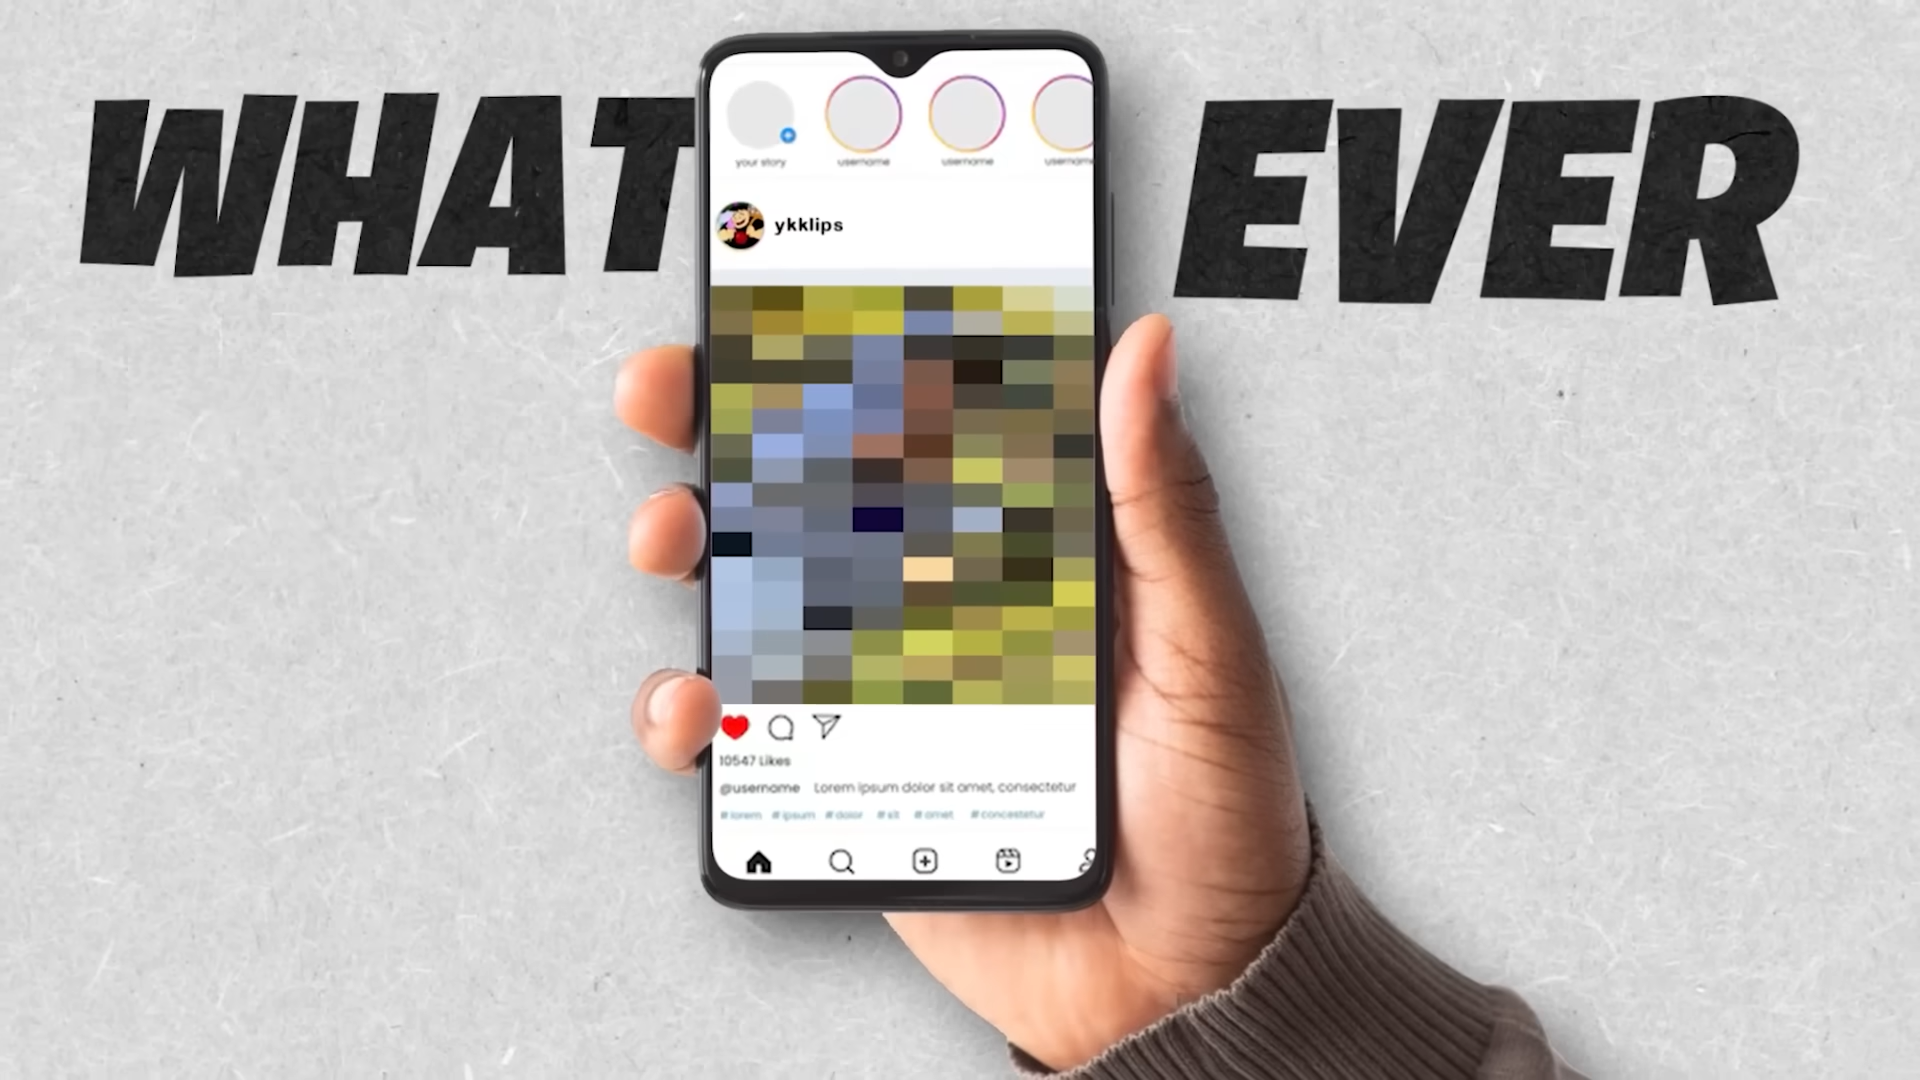 WHAT EVER
your story username username username
ykklips
10547 Likes
@username Lorem ipsum dolor sit amet, consectetur
#lorem #ipsum #dolor #sit #amet #concestetur